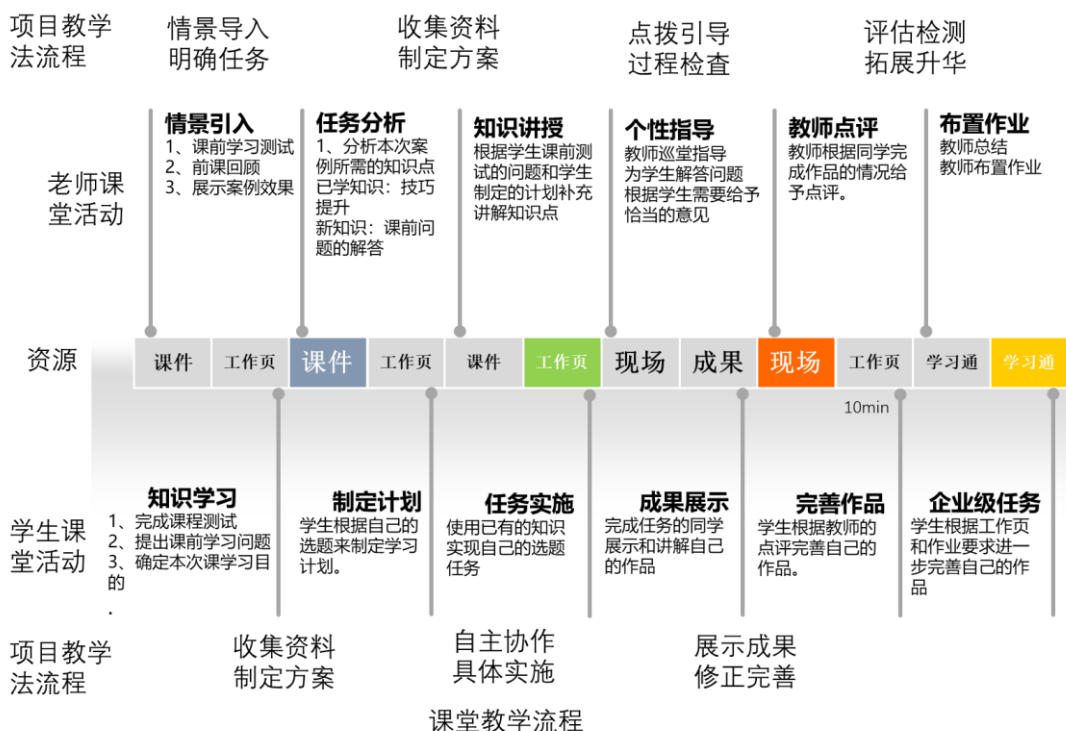 项目教学
法流程
情景导入
明确任务
收集资料
制定方案
点拨引导
过程检查
评估检测
拓展升华
老师课
堂活动
情景引入
1、课前学习测试
2、前课回顾
3、展示案例效果
任务分析
1、分析本次案
例所需的知识点
已学知识：技巧
提升
新知识：课前问
题的解答
知识讲授
根据学生课前测
试的问题和学生
制定的计划补充
讲解知识点
个性指导
教师巡堂指导
为学生解答问题
根据学生需要给予
恰当的意见
教师点评
教师根据同学完
成作品的情况给
予点评。
布置作业
教师总结
教师布置作业
资源
课件
工作页
课件
工作页
课件
工作页
现场
成果
现场
工作页
学习通
学习通
10min
学生课
堂活动
知识学习
1、完成课程测试
2、提出课前学习问题
3、确定本次课学习目
的
.
制定计划
学生根据自己的
选题来制定学习
计划。
任务实施
使用已有的知识
实现自己的选题
任务
成果展示
完成任务的同学
展示和讲解自己
的作品
完善作品
学生根据教师的
点评完善自己的
作品。
企业级任务
学生根据工作页
和作业要求进一
步完善自己的作
品
项目教学
法流程
收集资料
制定方案
自主协作
具体实施
展示成果
修正完善
课堂教学流程